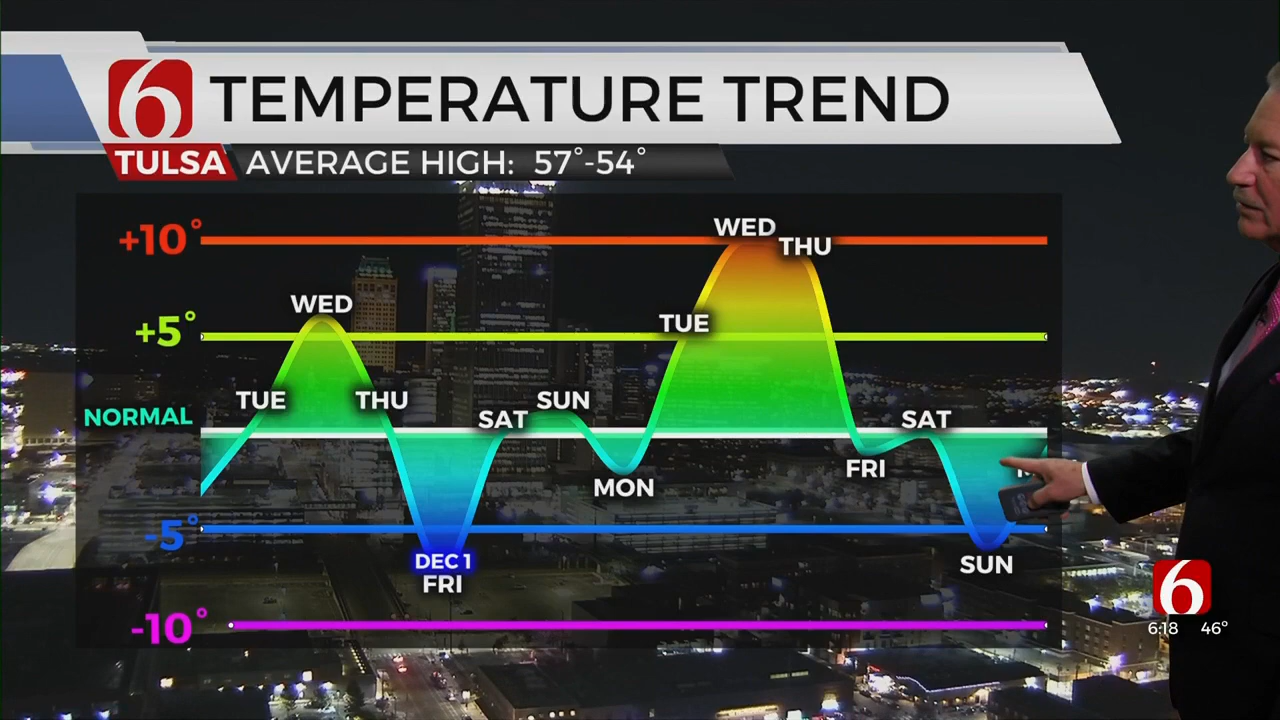 6 TEMPERATURE TREND
TULSA AVERAGE HIGH: 57°-54°
+10°
+5°
NORMAL
-5°
-10°
TUE
WED
THU
DEC 1
FRI
SAT
SUN
MON
TUE
WED
THU
FRI
SAT
SUN
6
6:18 46°